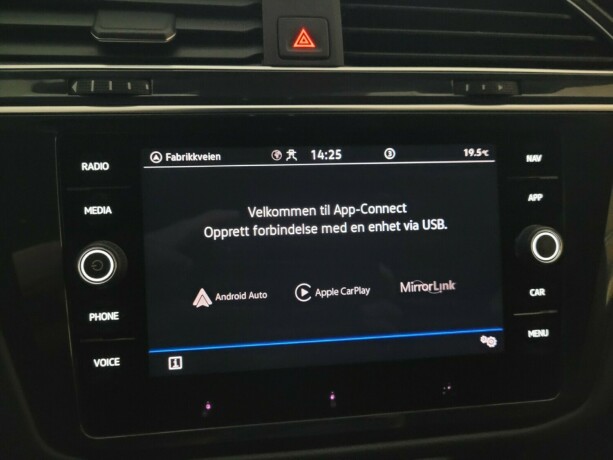 Fabrikkveien 14:25 3 19.5°C
RADIO
NAV
MEDIA
APP
Velkommen til App-Connect
Opprett forbindelse med en enhet via USB.
Android Auto Apple CarPlay MirrorLink
PHONE
CAR
VOICE
MENU